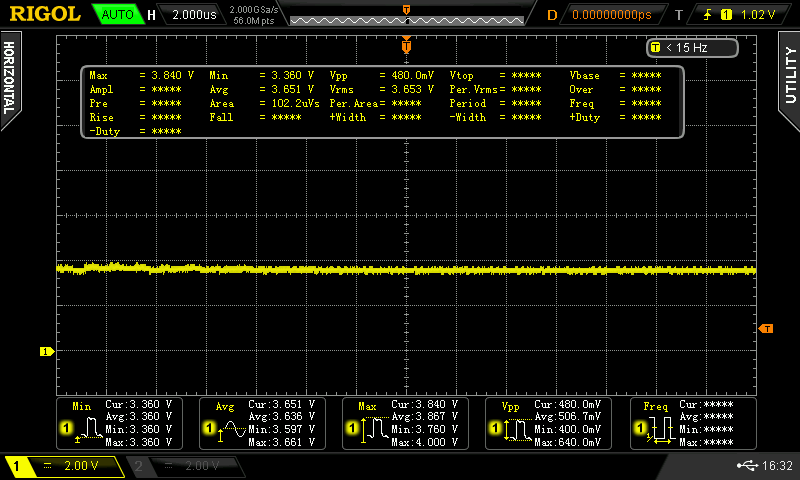 RIGOL AUTO H 2.000us 2.000GSa/s 56.0M pts D 0.00000000ps T 1 1.02 V
T < 15 Hz
HORIZONTAL
UTILITY
Max = 3.840 V Min = 3.360 V Vpp = 480.0mV Vtop = ***** Vbase = *****
Ampl = ***** Avg = 3.651 V Vrms = 3.653 V Per.Vrms= ***** Over = *****
Pre = ***** Area = 102.2uVs Per.Area= ***** Period = ***** Freq = *****
Rise = ***** Fall = ***** +Width = ***** -Width = ***** +Duty = *****
-Duty = *****
T
T
1
Min Cur:3.360 V Avg Cur:3.651 V Max Cur:3.840 V Vpp Cur:480.0mV Freq Cur:*****
Avg:3.360 V Avg:3.636 V Avg:3.867 V Avg:506.7mV Avg:*****
1 Min:3.360 V 1 Min:3.597 V 1 Min:3.760 V 1 Min:400.0mV 1 Min:*****
Max:3.360 V Max:3.661 V Max:4.000 V Max:640.0mV Max:*****
1 2.00 V 2 2.00 V 16:32